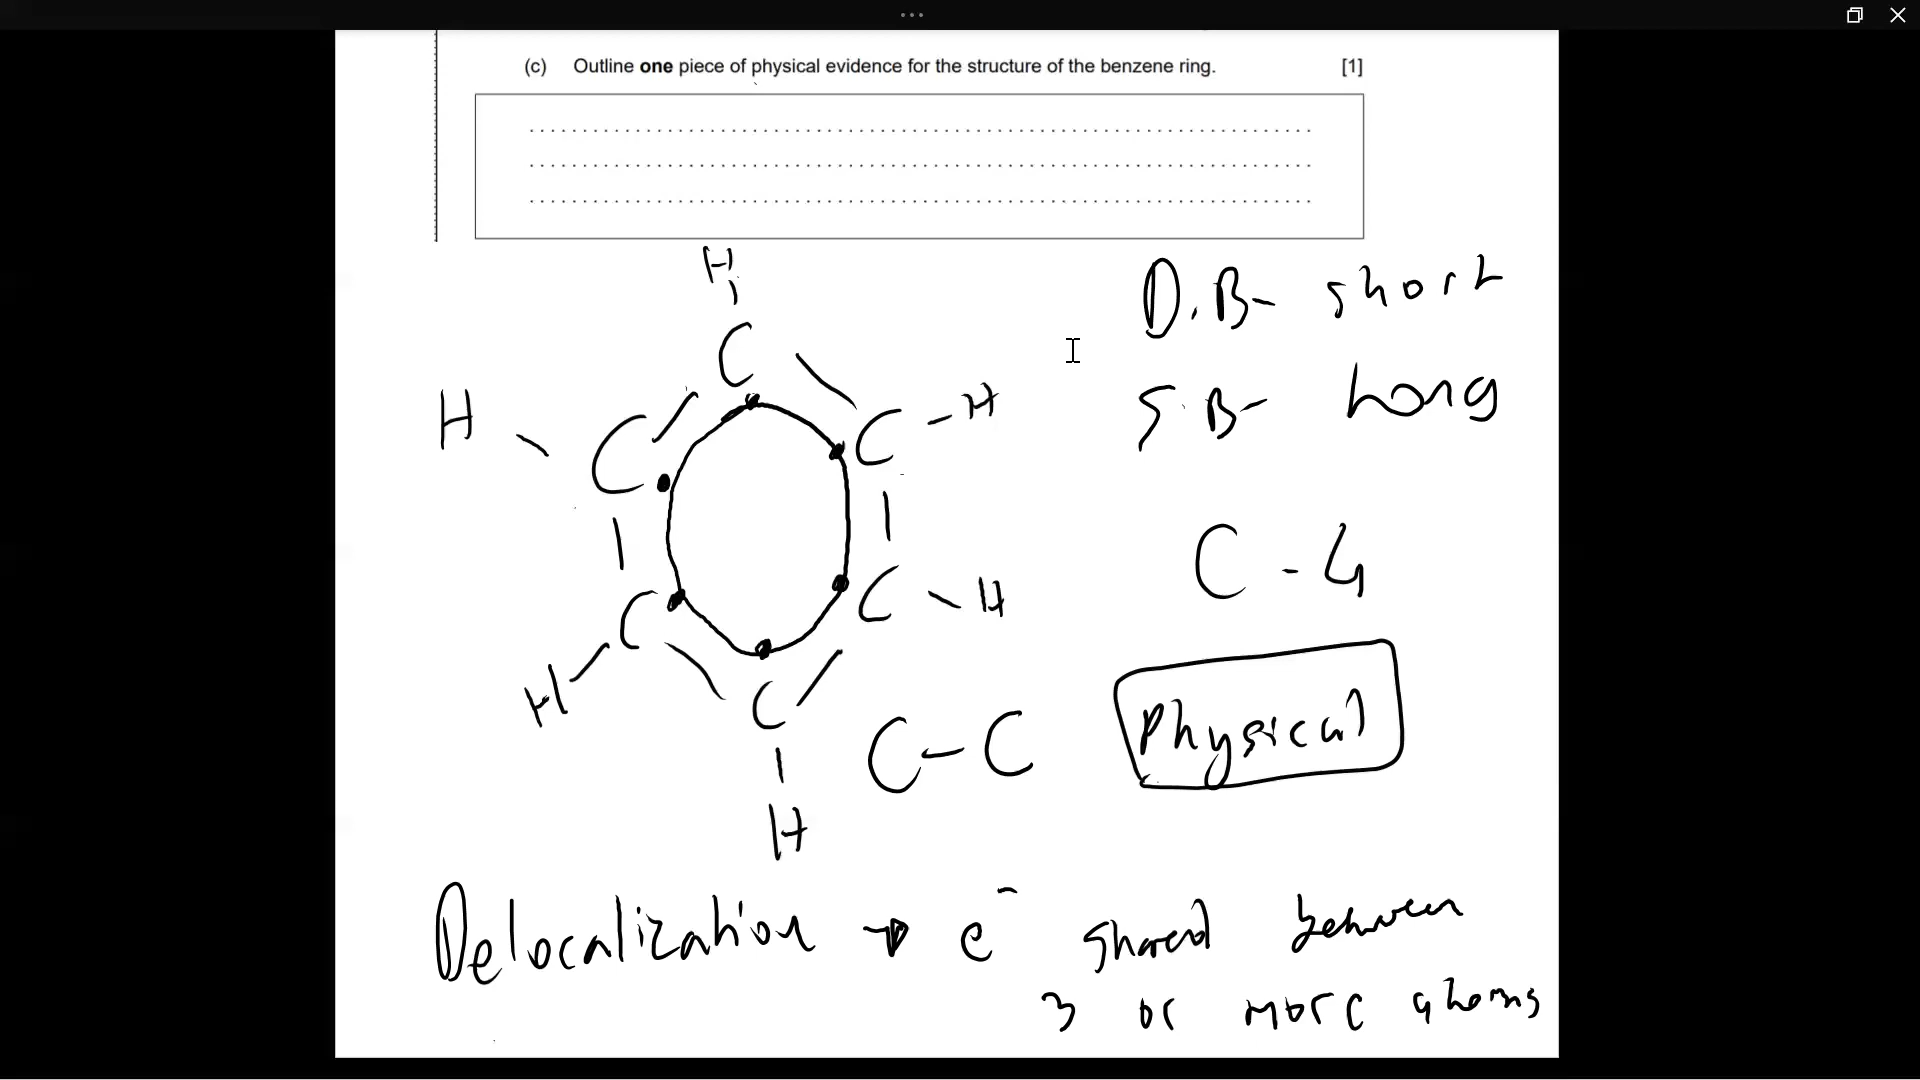 (c) Outline one piece of physical evidence for the structure of the benzene ring. [1]
H
D.B- short
C
H C C -H
S.B- long
C C -H
C - 4
H
C
C-C
Physical
H
Delocalization → e⁻ shared between
3 or more atoms